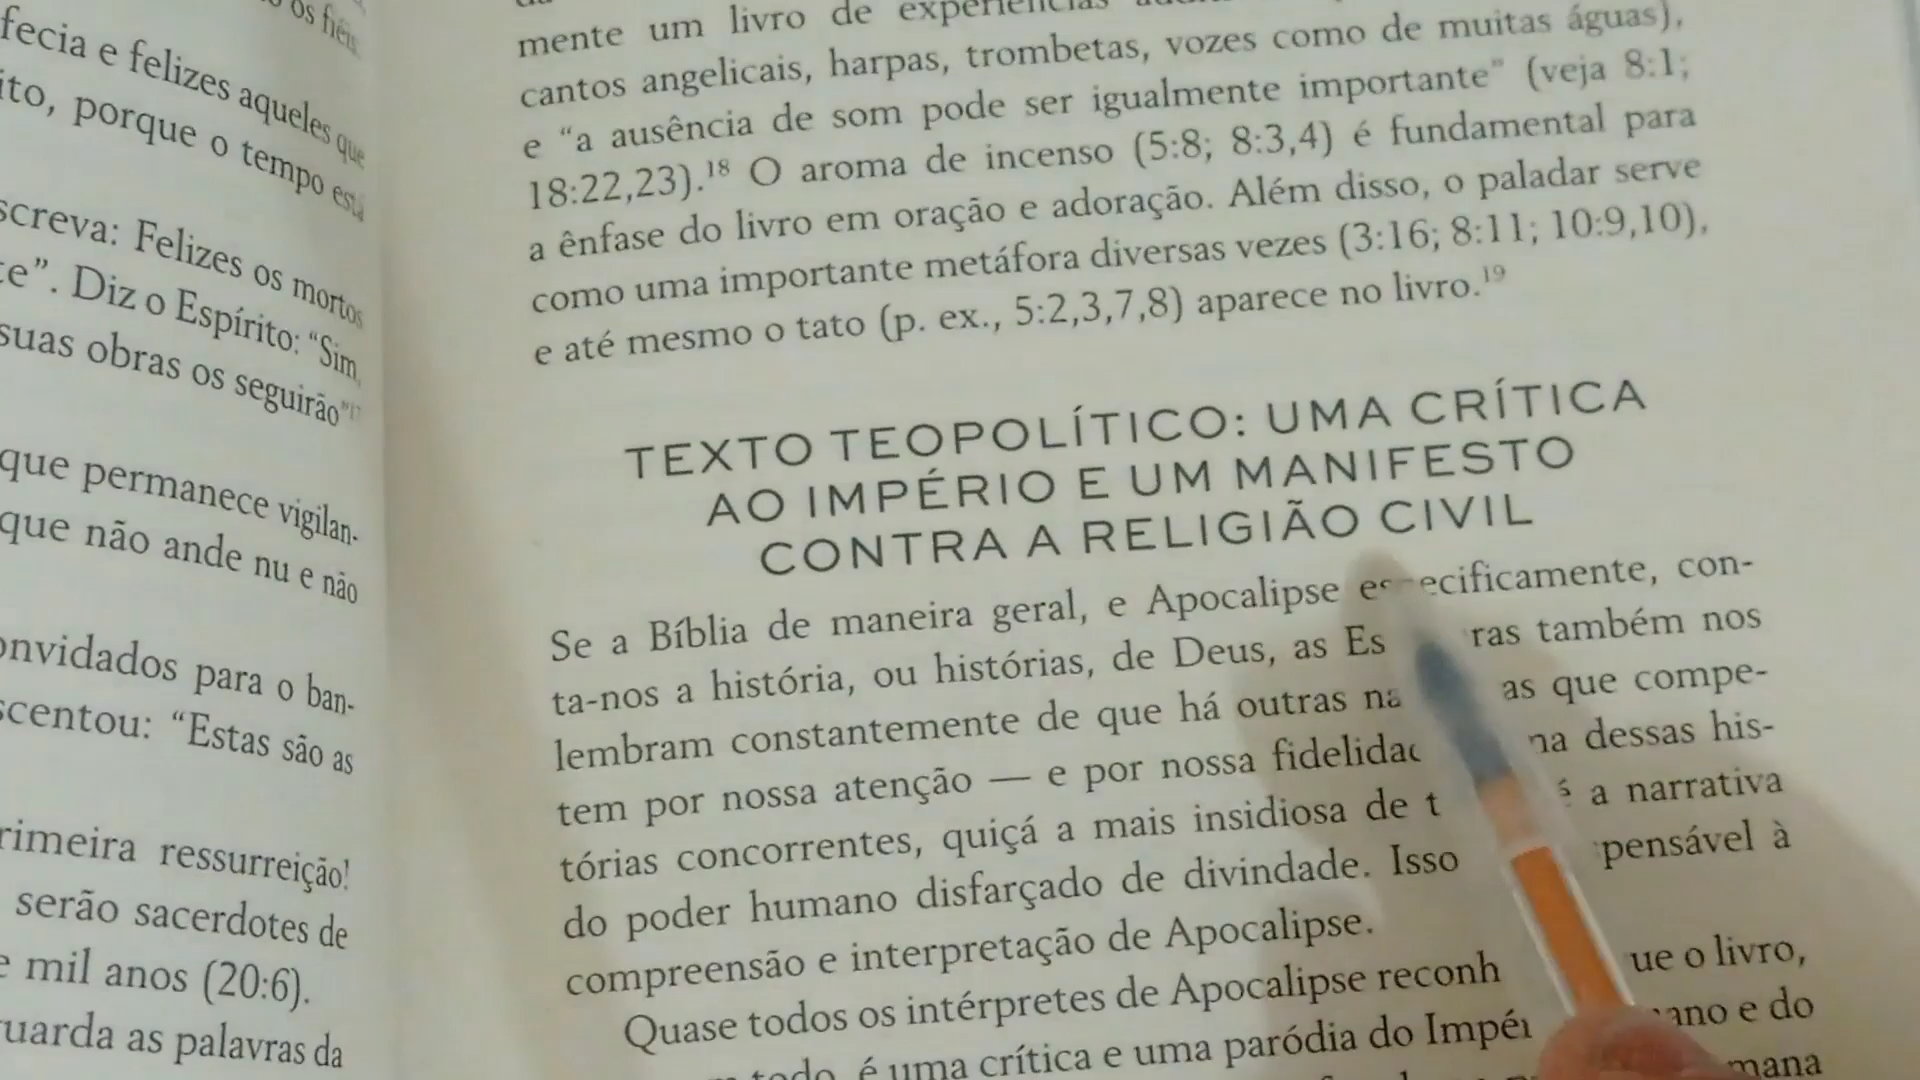 os fiéis
fecia e felizes aqueles que
ito, porque o tempo está
screva: Felizes os mortos
te”. Diz o Espírito: “Sim,
suas obras os seguirão”¹⁷
que permanece vigilan-
que não ande nu e não
onvidados para o ban-
scentou: “Estas são as
rimeira ressurreição!
serão sacerdotes de
e mil anos (20:6).
uarda as palavras da
mente um livro de experiências
cantos angelicais, harpas, trombetas, vozes como de muitas águas),
e “a ausência de som pode ser igualmente importante” (veja 8:1;
18:22,23).¹⁸ O aroma de incenso (5:8; 8:3,4) é fundamental para
a ênfase do livro em oração e adoração. Além disso, o paladar serve
como uma importante metáfora diversas vezes (3:16; 8:11; 10:9,10),
e até mesmo o tato (p. ex., 5:2,3,7,8) aparece no livro.¹⁹
TEXTO TEOPOLÍTICO: UMA CRÍTICA
AO IMPÉRIO E UM MANIFESTO
CONTRA A RELIGIÃO CIVIL
Se a Bíblia de maneira geral, e Apocalipse especificamente, con-
ta-nos a história, ou histórias, de Deus, as Es ras também nos
lembram constantemente de que há outras na as que compe-
tem por nossa atenção — e por nossa fidelidad ma dessas his-
tórias concorrentes, quiçá a mais insidiosa de t é a narrativa
do poder humano disfarçado de divindade. Isso pensável à
compreensão e interpretação de Apocalipse.
Quase todos os intérpretes de Apocalipse reconh ue o livro,
todo, é uma crítica e uma paródia do Impéri ano e do
mana